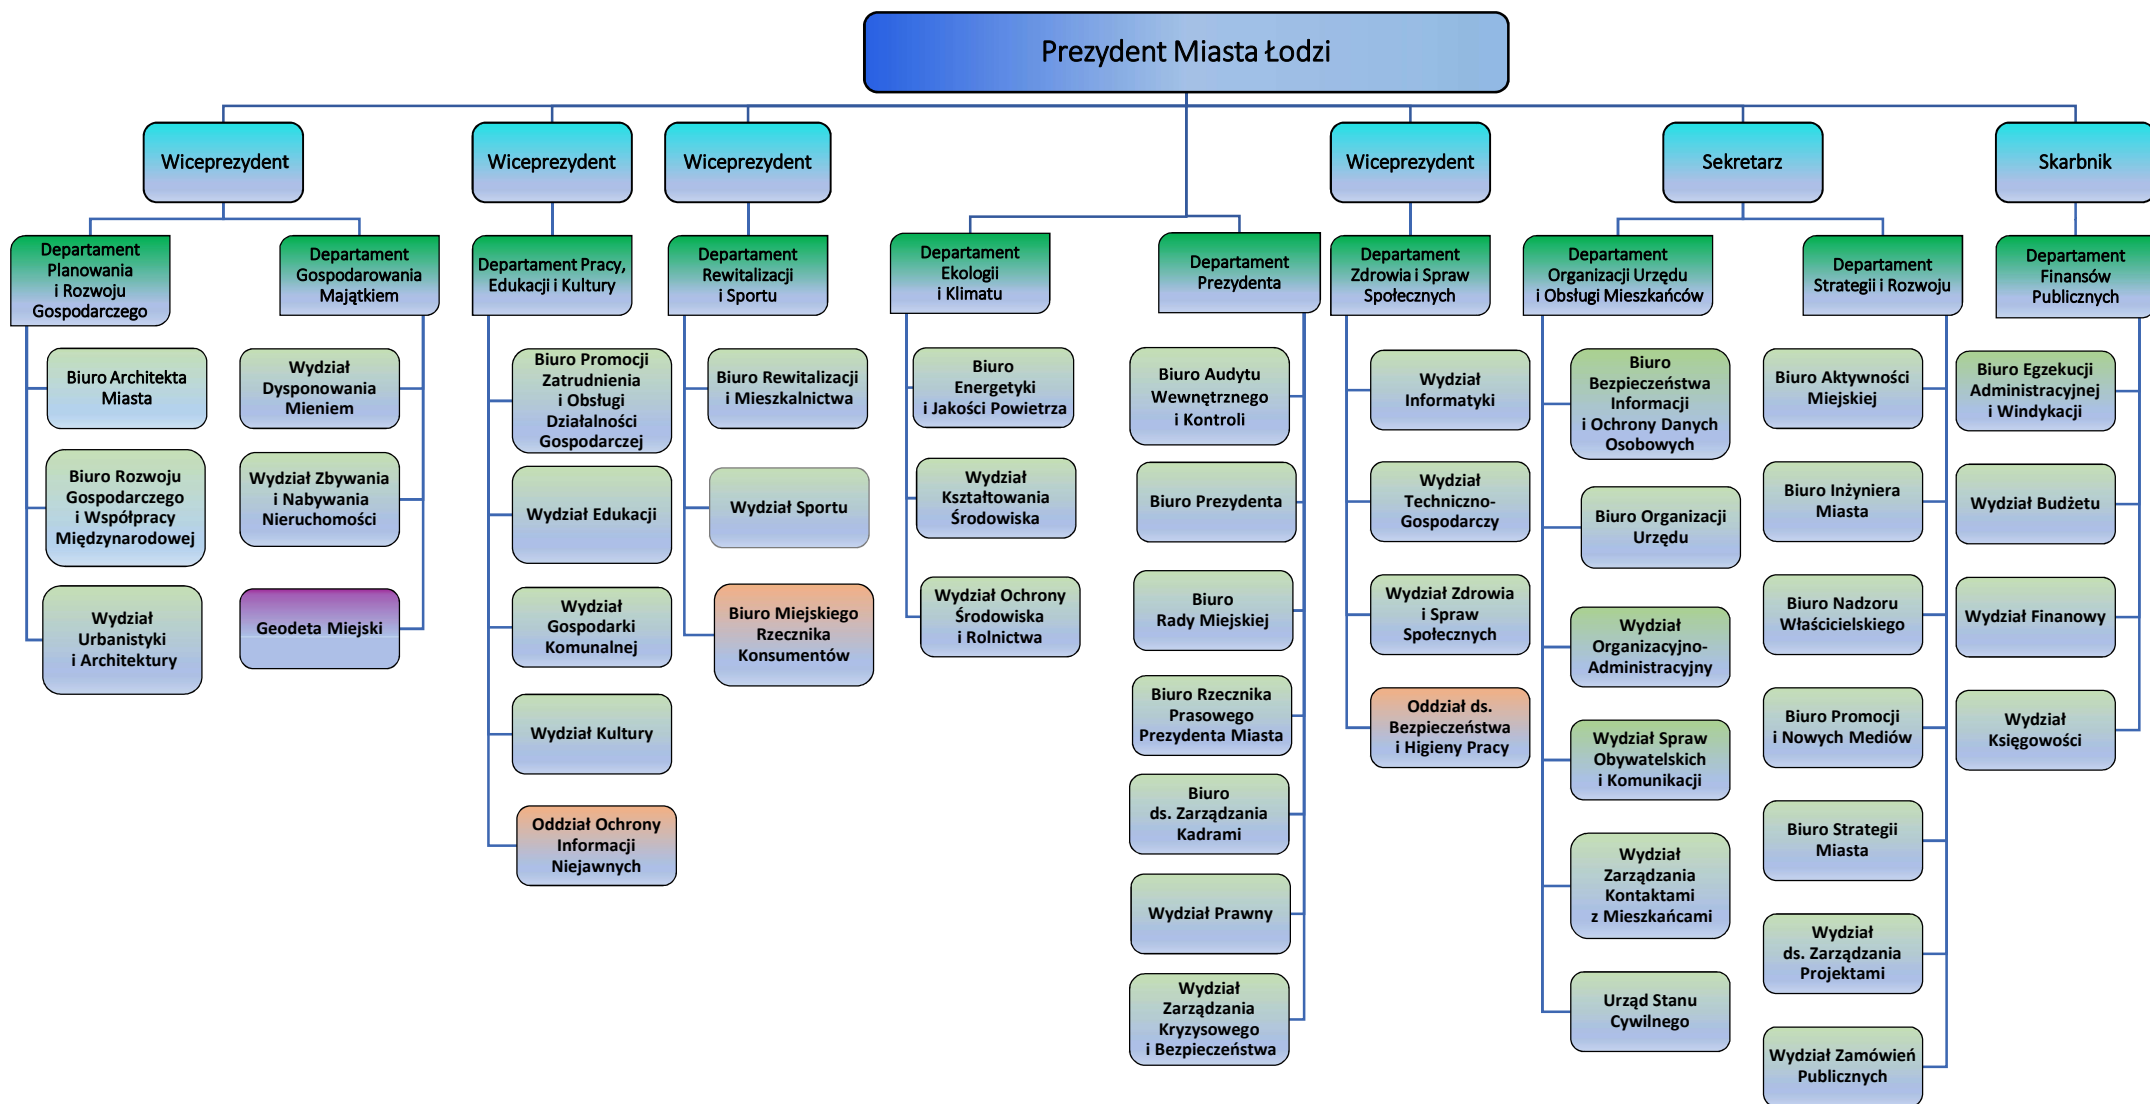 Prezydent Miasta Łodzi
Wiceprezydent
Wiceprezydent
Wiceprezydent
Wiceprezydent
Sekretarz
Skarbnik
Departament
Planowania
i Rozwoju
Gospodarczego
Departament
Gospodarowania
Majątkiem
Departament Pracy,
Edukacji i Kultury
Departament
Rewitalizacji
i Sportu
Departament
Ekologii
i Klimatu
Departament
Prezydenta
Departament
Zdrowia i Spraw
Społecznych
Departament
Organizacji Urzędu
i Obsługi Mieszkańców
Departament
Strategii i Rozwoju
Departament
Finansów
Publicznych
Biuro Architekta
Miasta
Biuro Rozwoju
Gospodarczego
i Współpracy
Międzynarodowej
Wydział
Urbanistyki
i Architektury
Wydział
Dysponowania
Mieniem
Wydział Zbywania
i Nabywania
Nieruchomości
Geodeta Miejski
Biuro Promocji
Zatrudnienia
i Obsługi
Działalności
Gospodarczej
Wydział Edukacji
Wydział
Gospodarki
Komunalnej
Wydział Kultury
Oddział Ochrony
Informacji
Niejawnych
Biuro Rewitalizacji
i Mieszkalnictwa
Wydział Sportu
Biuro Miejskiego
Rzecznika
Konsumentów
Biuro
Energetyki
i Jakości Powietrza
Wydział
Kształtowania
Środowiska
Wydział Ochrony
Środowiska
i Rolnictwa
Biuro Audytu
Wewnętrznego
i Kontroli
Biuro Prezydenta
Biuro
Rady Miejskiej
Biuro Rzecznika
Prasowego
Prezydenta Miasta
Biuro
ds. Zarządzania
Kadrami
Wydział Prawny
Wydział
Zarządzania
Kryzysowego
i Bezpieczeństwa
Wydział
Informatyki
Wydział
Techniczno-
Gospodarczy
Wydział Zdrowia
i Spraw
Społecznych
Oddział ds.
Bezpieczeństwa
i Higieny Pracy
Biuro
Bezpieczeństwa
Informacji
i Ochrony Danych
Osobowych
Biuro Organizacji
Urzędu
Wydział
Organizacyjno-
Administracyjny
Wydział Spraw
Obywatelskich
i Komunikacji
Wydział
Zarządzania
Kontaktami
z Mieszkańcami
Urząd Stanu
Cywilnego
Biuro Aktywności
Miejskiej
Biuro Inżyniera
Miasta
Biuro Nadzoru
Właścicielskiego
Biuro Promocji
i Nowych Mediów
Biuro Strategii
Miasta
Wydział
ds. Zarządzania
Projektami
Wydział Zamówień
Publicznych
Biuro Egzekucji
Administracyjnej
i Windykacji
Wydział Budżetu
Wydział Finansowy
Wydział
Księgowości